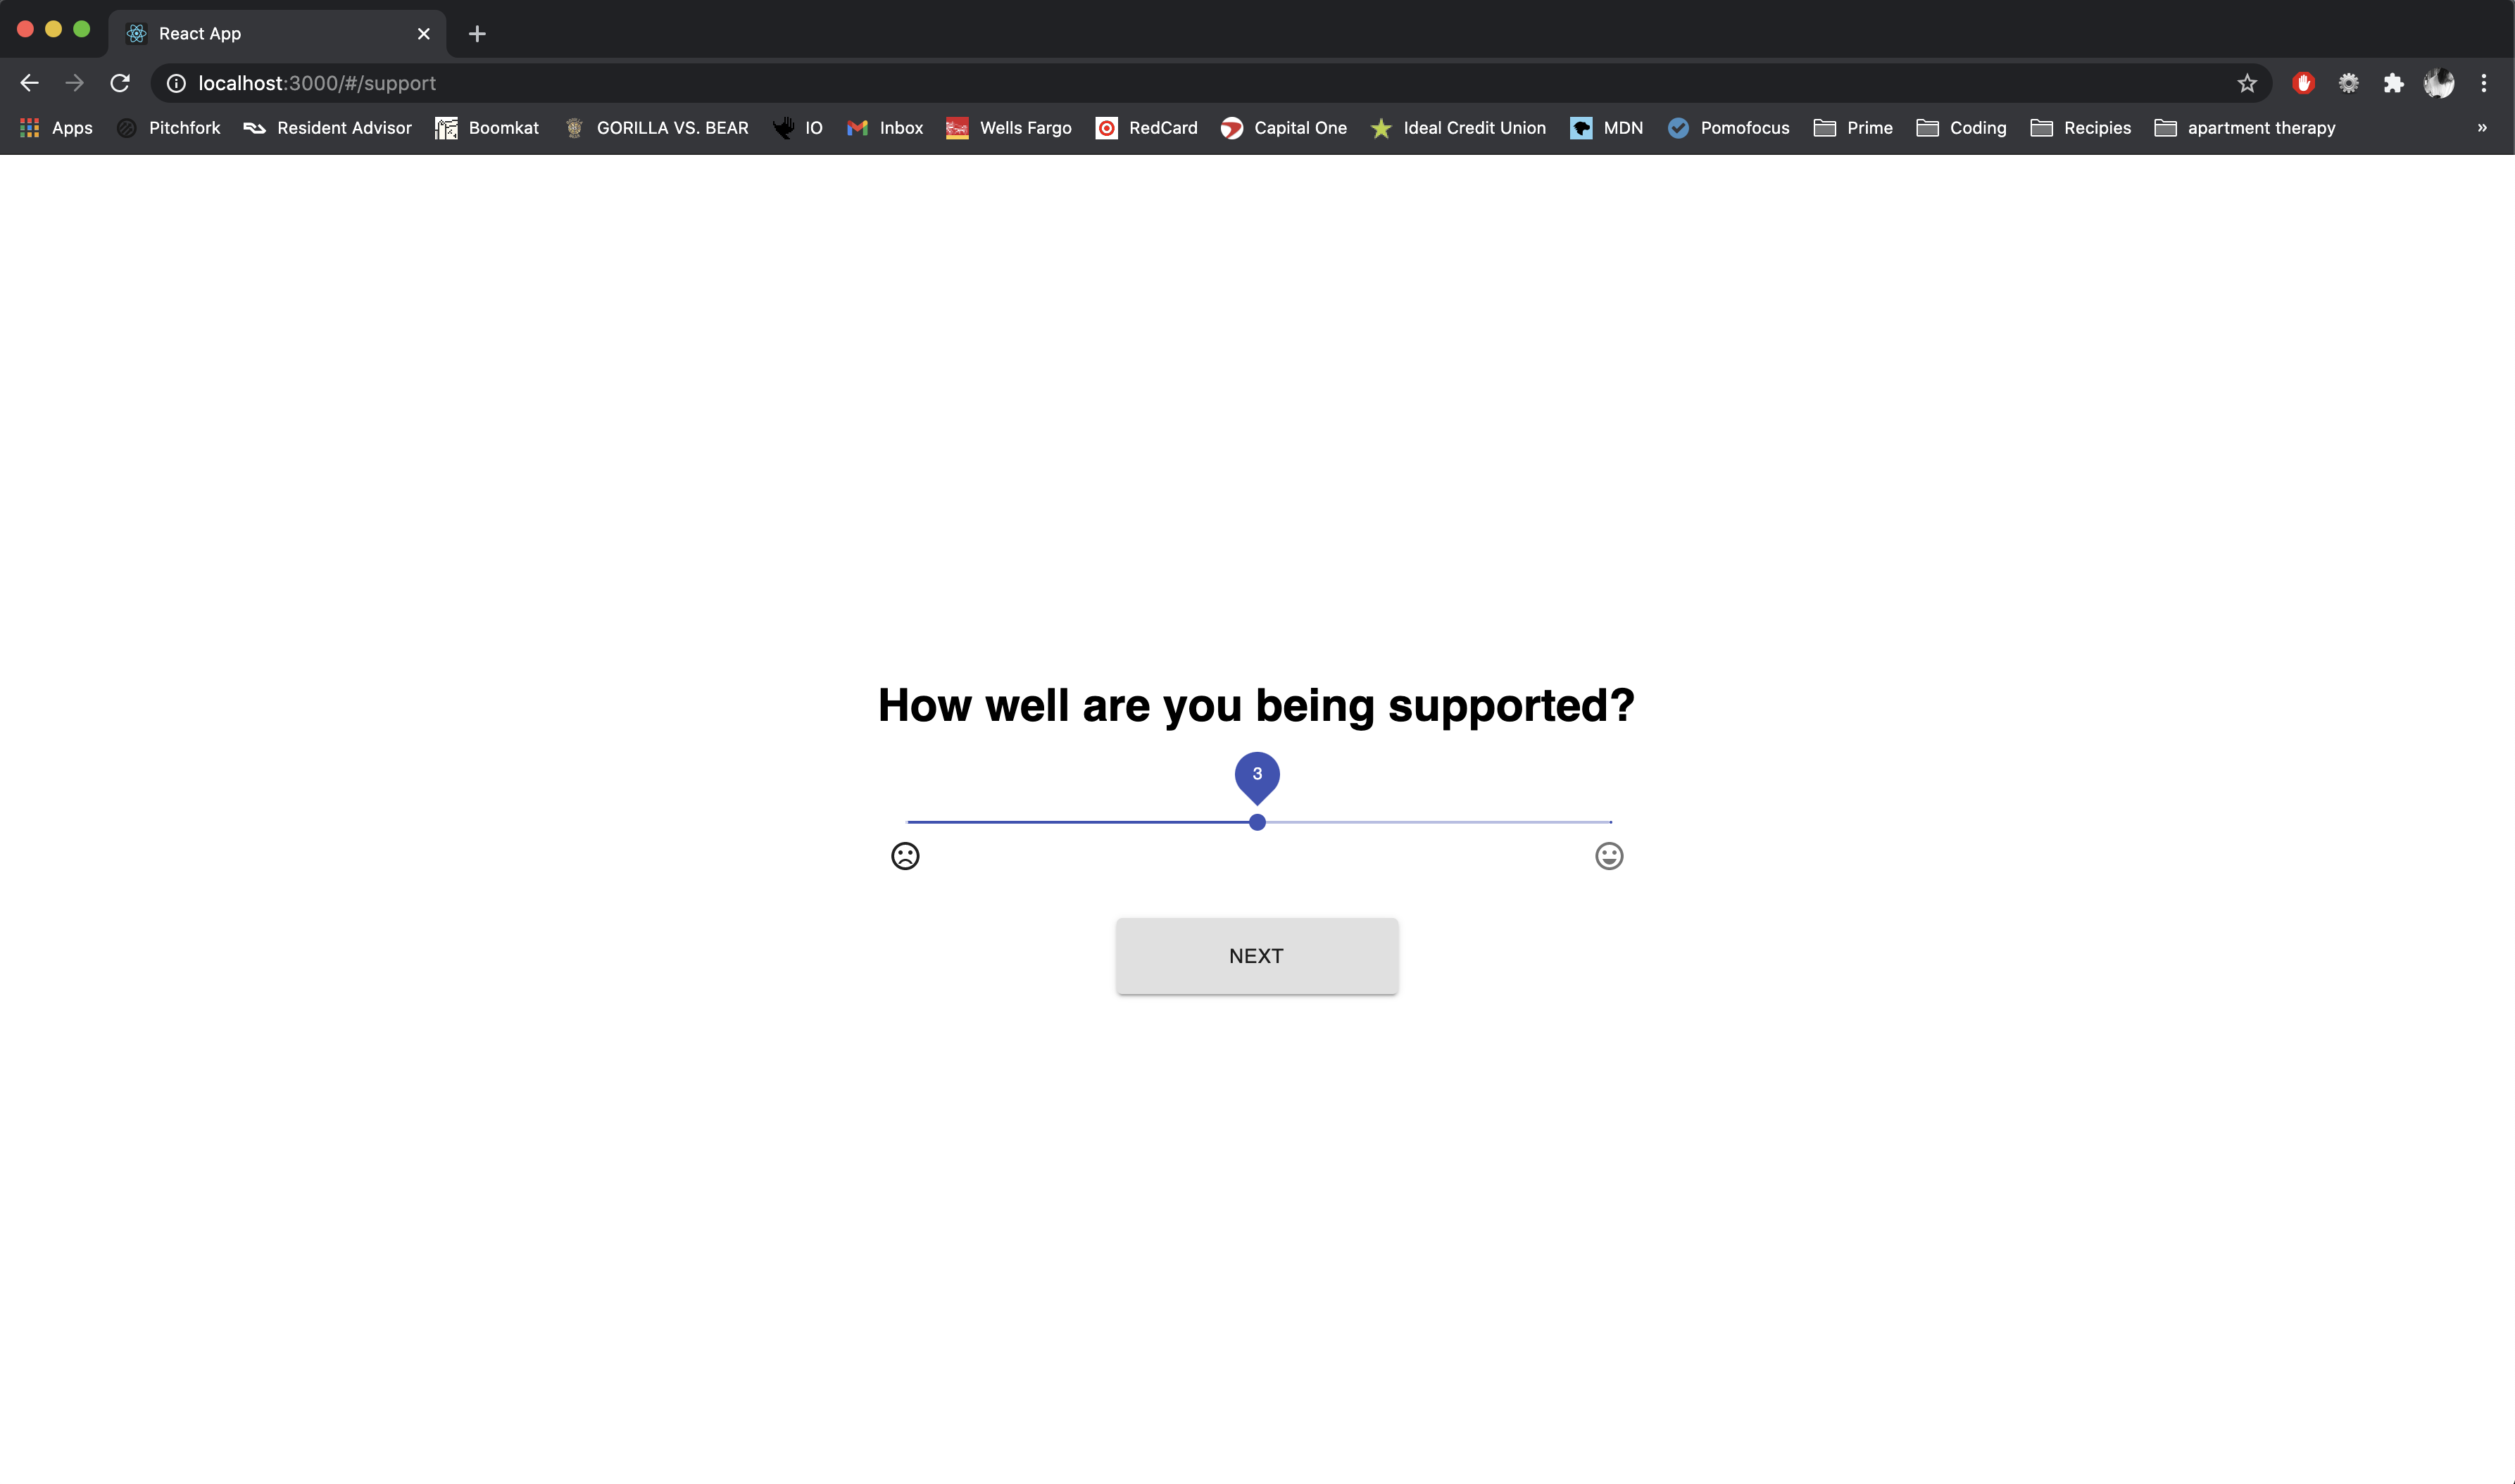 React App
localhost:3000/#/support
Apps Pitchfork Resident Advisor Boomkat GORILLA VS. BEAR IO Inbox Wells Fargo RedCard Capital One Ideal Credit Union MDN Pomofocus Prime Coding Recipies apartment therapy »
How well are you being supported?
3
NEXT